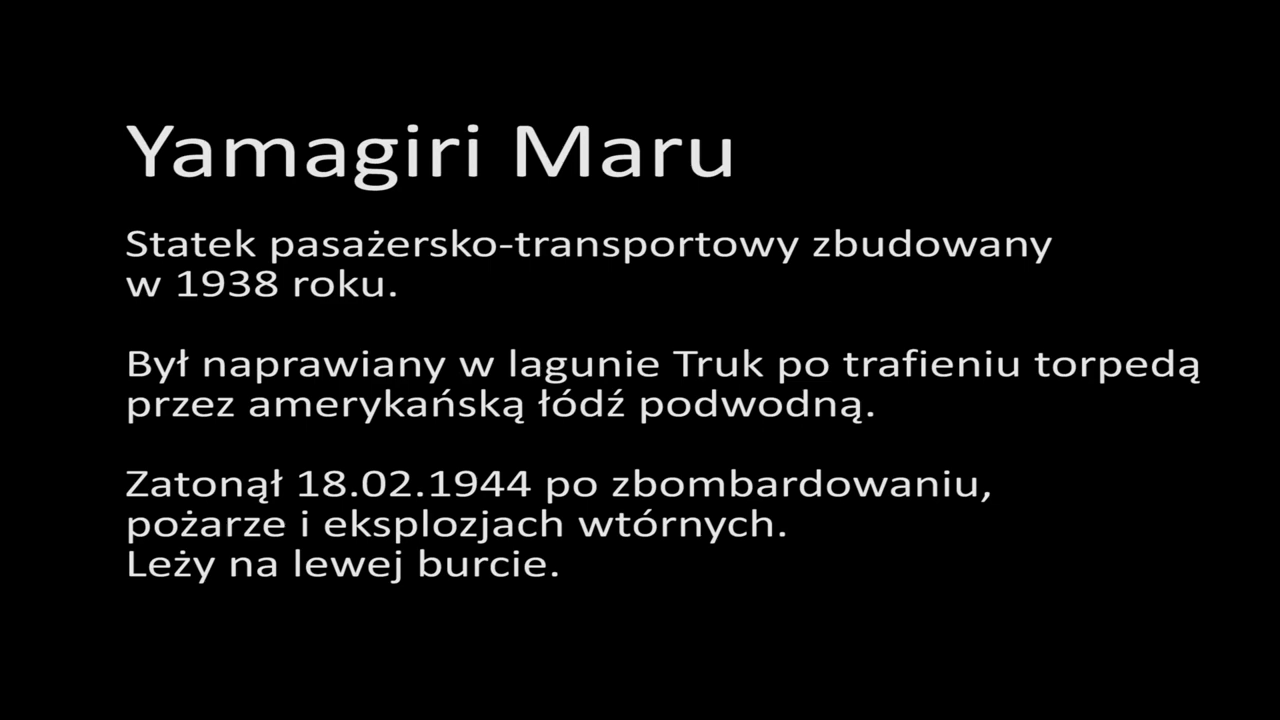 Yamagiri Maru
Statek pasażersko-transportowy zbudowany
w 1938 roku.
Był naprawiany w lagunie Truk po trafieniu torpedą
przez amerykańską łódź podwodną.
Zatonął 18.02.1944 po zbombardowaniu,
pożarze i eksplozjach wtórnych.
Leży na lewej burcie.